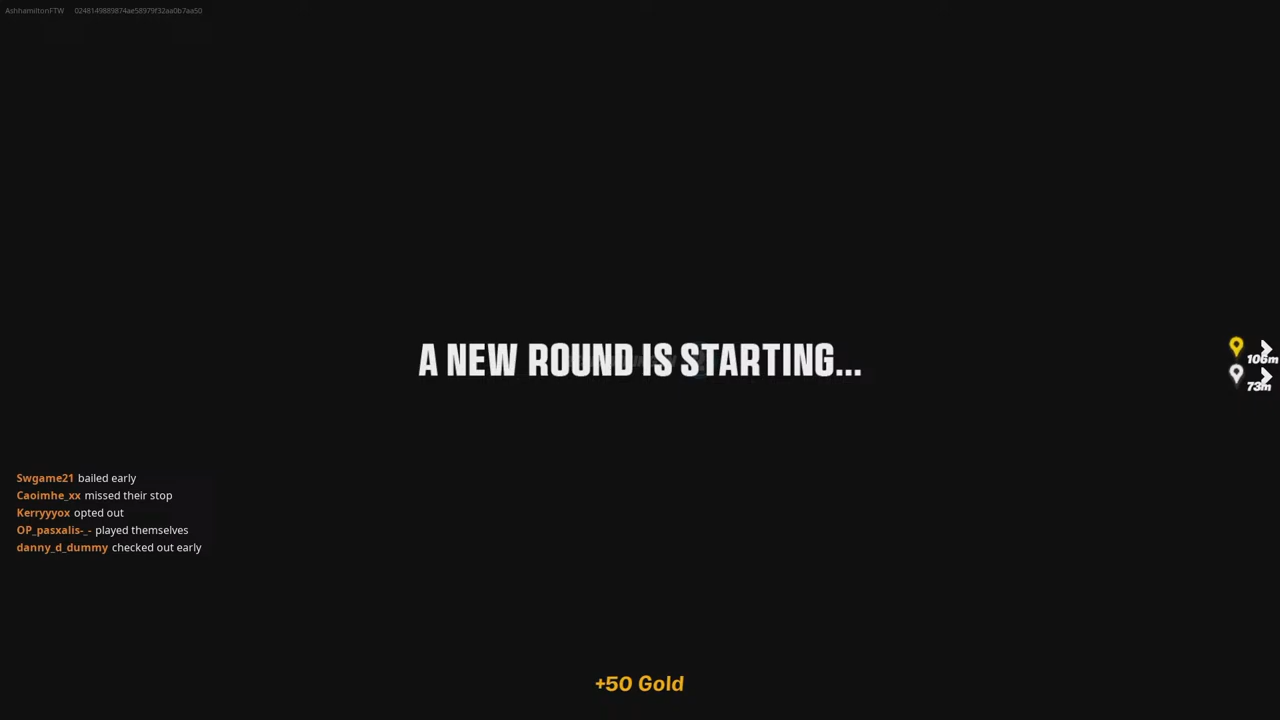 AshhamiltonFTW 0248149889874ae58979f32aa0b7aa50
A NEW ROUND IS STARTING...
106m
73m
Swgame21 bailed early
Caoimhe_xx missed their stop
Kerryyyox opted out
OP_pasxalis-_- played themselves
danny_d_dummy checked out early
+50 Gold